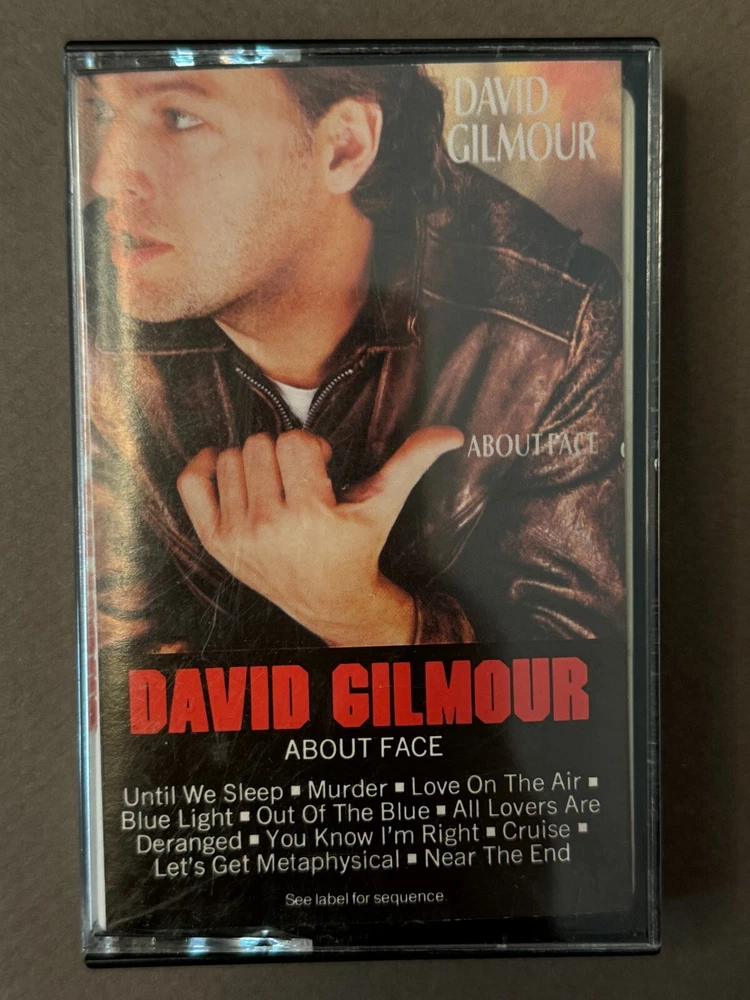 DAVID
GILMOUR
ABOUT FACE
DAVID GILMOUR
ABOUT FACE
Until We Sleep ▪ Murder ▪ Love On The Air ▪
Blue Light ▪ Out Of The Blue ▪ All Lovers Are
Deranged ▪ You Know I'm Right ▪ Cruise ▪
Let's Get Metaphysical ▪ Near The End
See label for sequence.